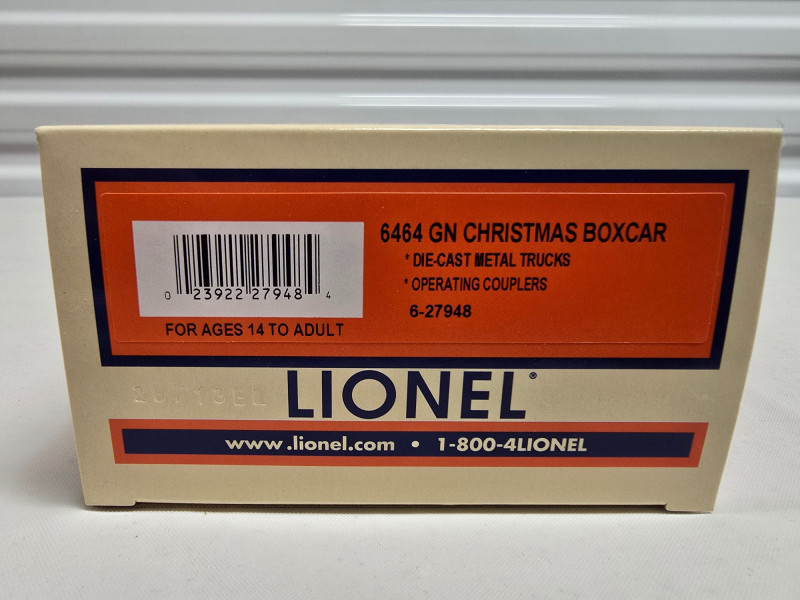 6464 GN CHRISTMAS BOXCAR
* DIE-CAST METAL TRUCKS
* OPERATING COUPLERS
6-27948
0 23922 27948 4
FOR AGES 14 TO ADULT
LIONEL®
www.lionel.com • 1-800-4LIONEL